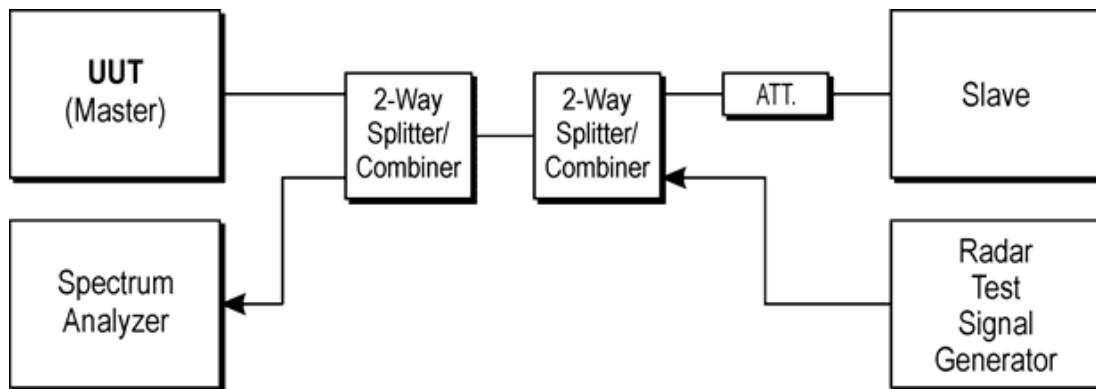 UUT
(Master)
2-Way
Splitter/
Combiner
2-Way
Splitter/
Combiner
ATT.
Slave
Spectrum
Analyzer
Radar
Test
Signal
Generator